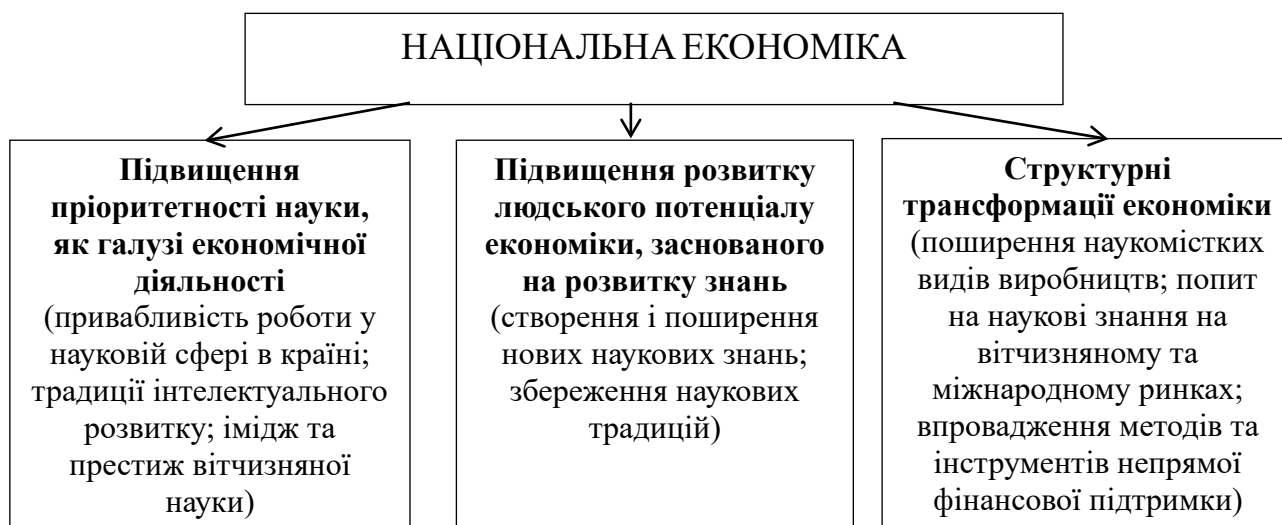 НАЦІОНАЛЬНА ЕКОНОМІКА
Підвищення
пріоритетності науки,
як галузі економічної
діяльності
(привабливість роботи у
науковій сфері в країні;
традиції інтелектуального
розвитку; імідж та
престиж вітчизняної
науки)
Підвищення розвитку
людського потенціалу
економіки, заснованого
на розвитку знань
(створення і поширення
нових наукових знань;
збереження наукових
традицій)
Структурні
трансформації економіки
(поширення наукомістких
видів виробництв; попит
на наукові знання на
вітчизняному та
міжнародному ринках;
впровадження методів та
інструментів непрямої
фінансової підтримки)